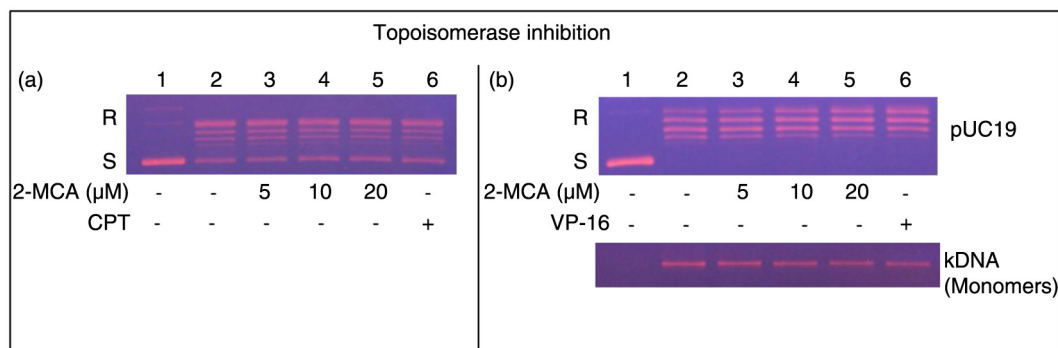 Topoisomerase inhibition
(a) 1 2 3 4 5 6
R
S
2-MCA (μM) - - 5 10 20 -
CPT - - - - - +
(b) 1 2 3 4 5 6
R
pUC19
S
2-MCA (μM) - - 5 10 20 -
VP-16 - - - - - +
kDNA
(Monomers)